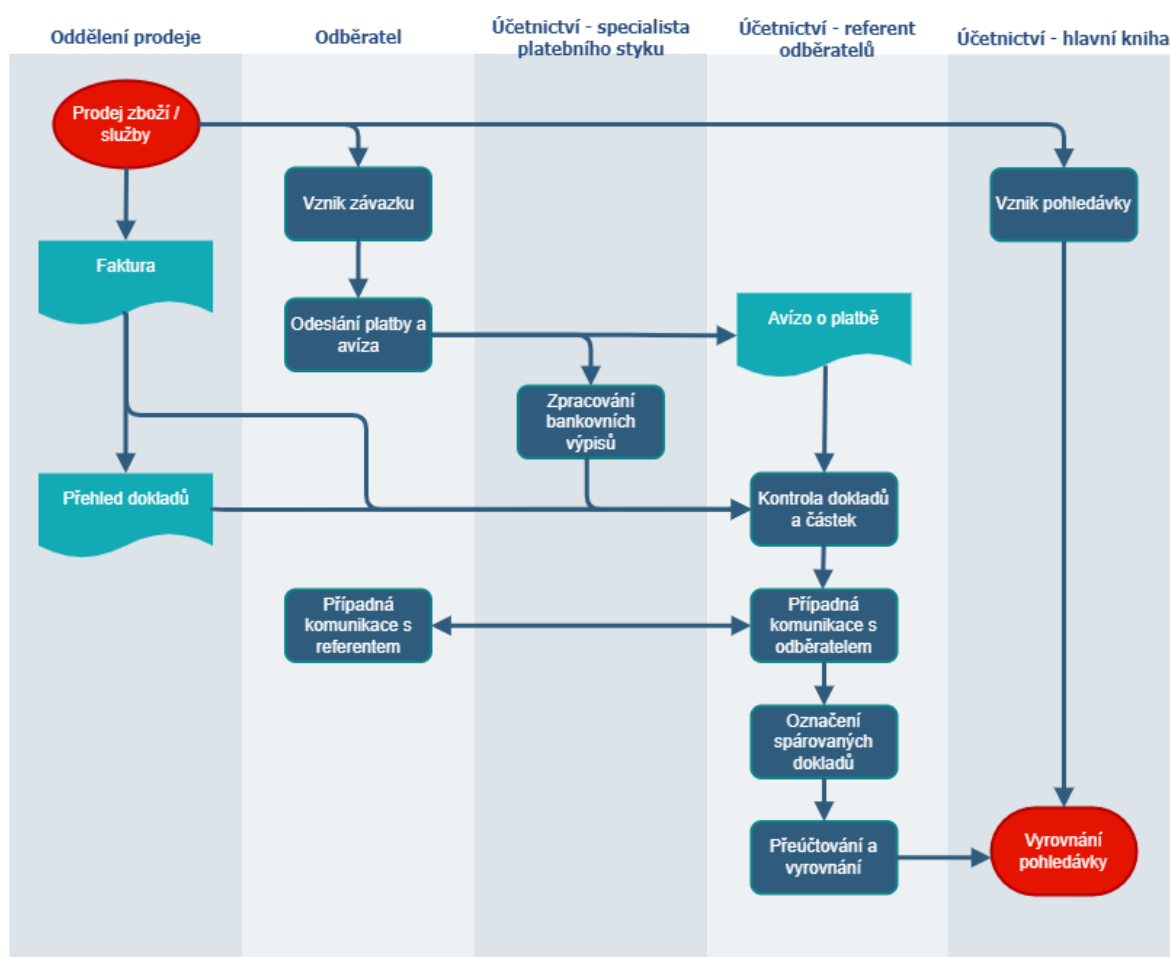 Oddělení prodeje
Odběratel
Účetnictví - specialista
platebního styku
Účetnictví - referent
odběratelů
Účetnictví - hlavní kniha
Prodej zboží /
služby
Vznik závazku
Vznik pohledávky
Faktura
Odeslání platby a
avíza
Avízo o platbě
Zpracování
bankovních
výpisů
Přehled dokladů
Kontrola dokladů
a částek
Případná
komunikace s
referentem
Případná
komunikace s
odběratelem
Označení
spárovaných
dokladů
Přeúčtování a
vyrovnání
Vyrovnání
pohledávky